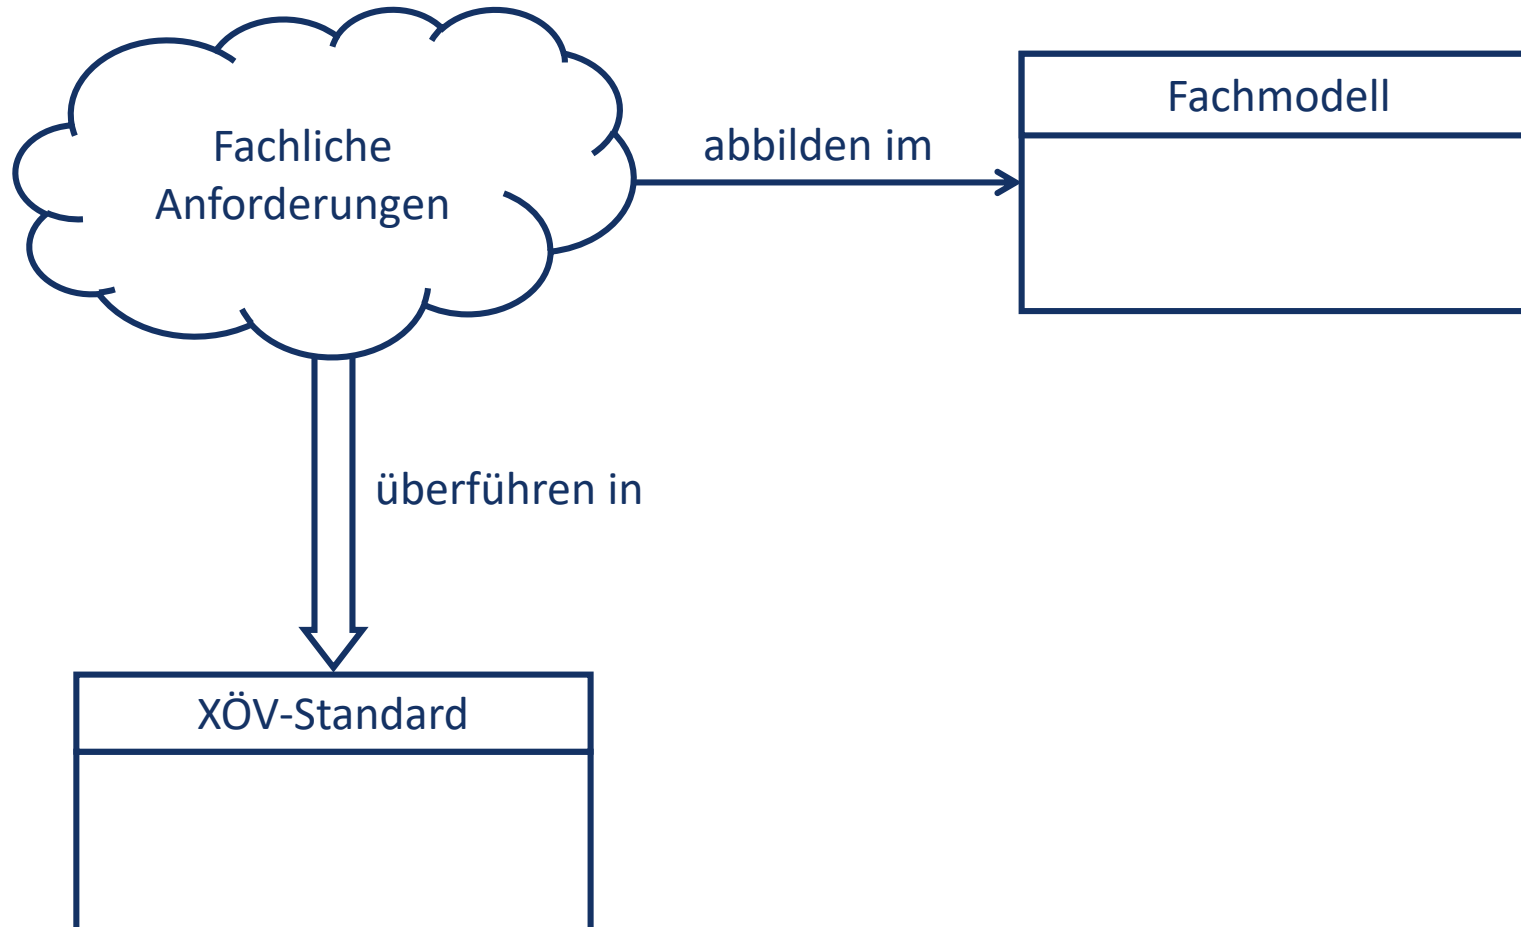 Fachliche
Anforderungen
abbilden im
Fachmodell
überführen in
XÖV-Standard